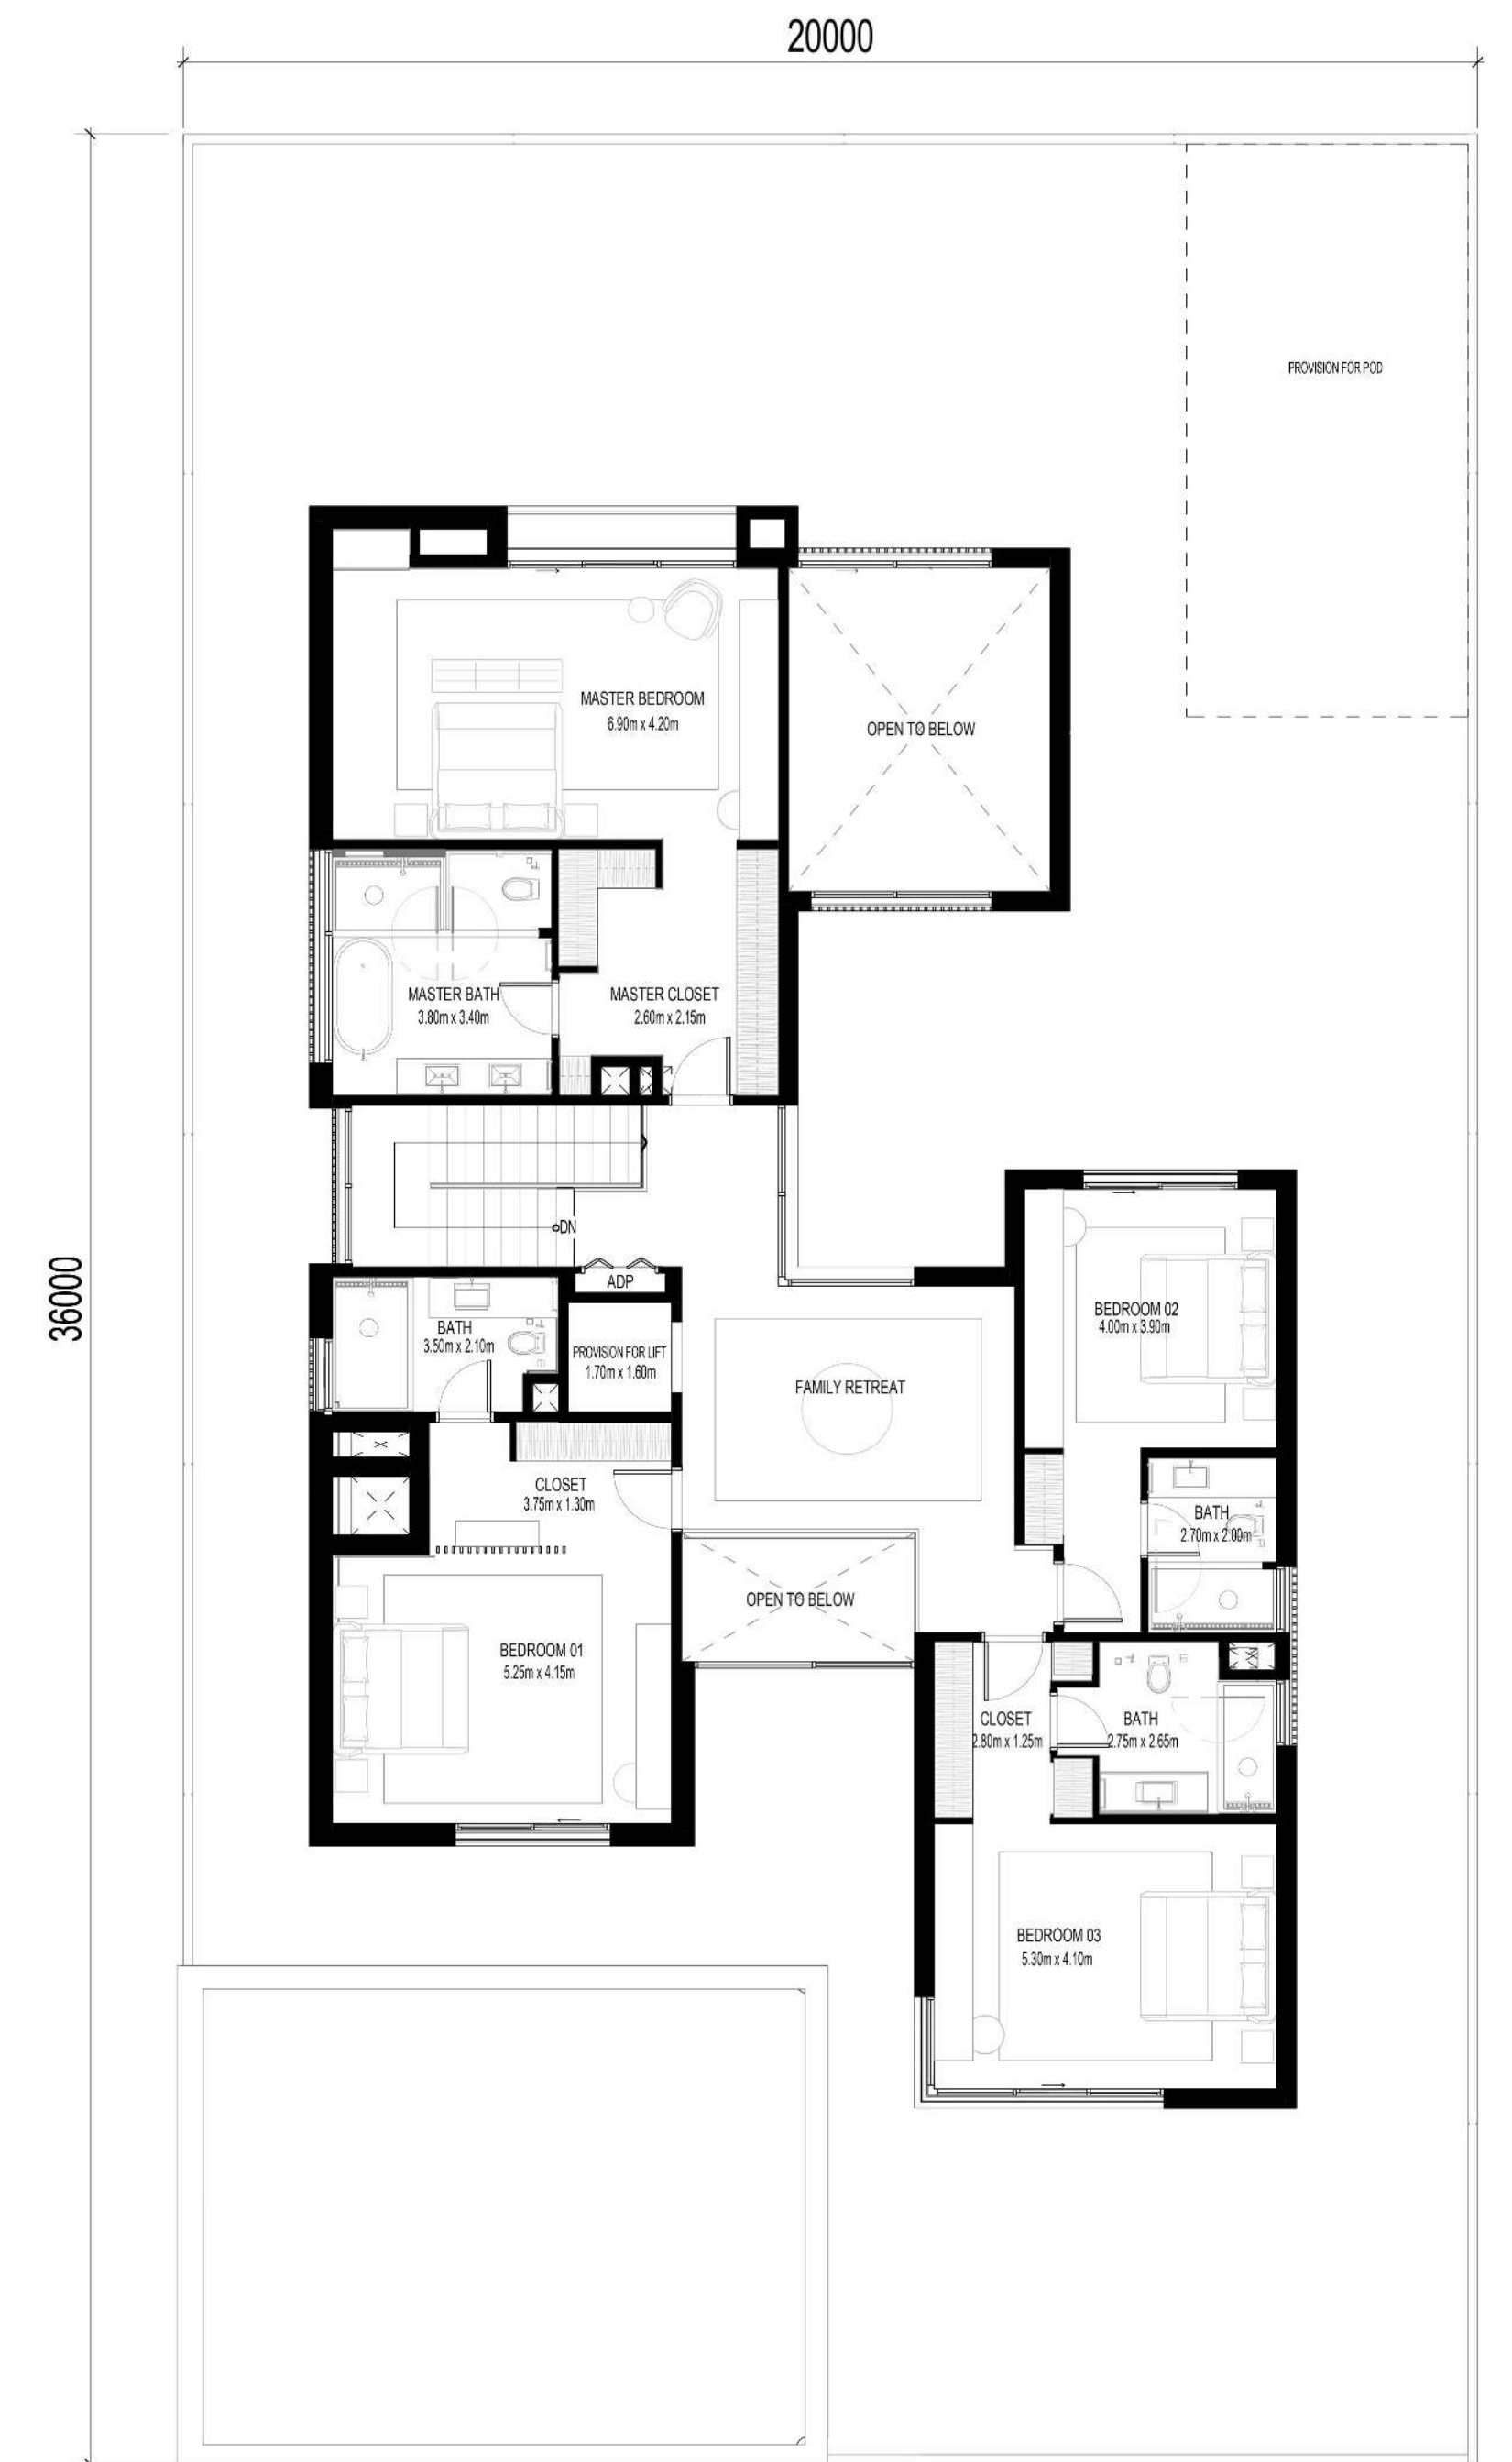 20000
36000
PROVISION FOR POD
MASTER BEDROOM
6.90m x 4.20m
OPEN TO BELOW
MASTER BATH
3.80m x 3.40m
MASTER CLOSET
2.60m x 2.15m
DN
ADP
BATH
3.50m x 2.10m
PROVISION FOR LIFT
1.70m x 1.60m
FAMILY RETREAT
BEDROOM 02
4.00m x 3.90m
CLOSET
3.75m x 1.30m
BATH
2.70m x 2.00m
OPEN TO BELOW
BEDROOM 01
5.25m x 4.15m
CLOSET
2.80m x 1.25m
BATH
2.75m x 2.65m
BEDROOM 03
5.30m x 4.10m